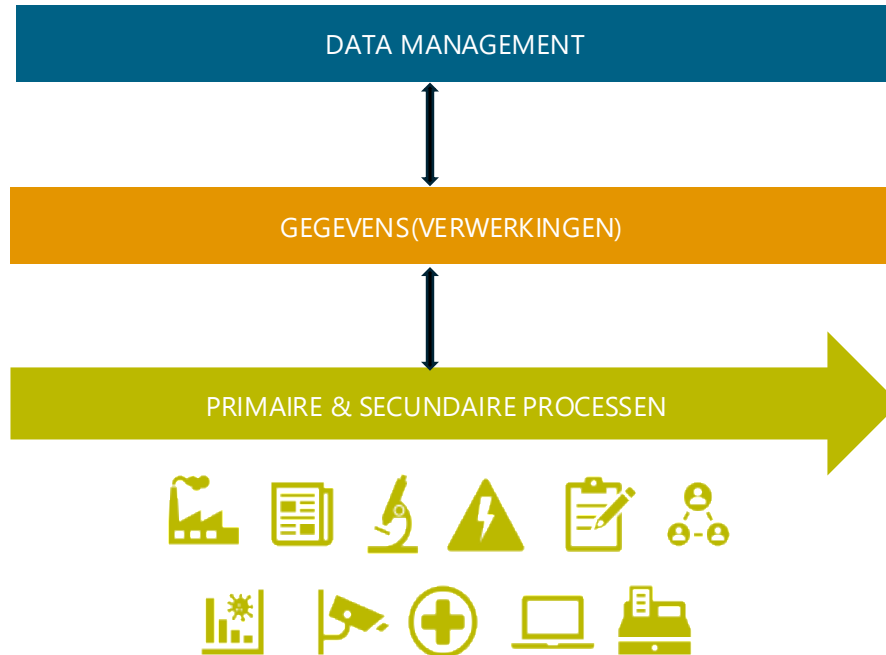 DATA MANAGEMENT
GEGEVENS(VERWERKINGEN)
PRIMAIRE & SECUNDAIRE PROCESSEN